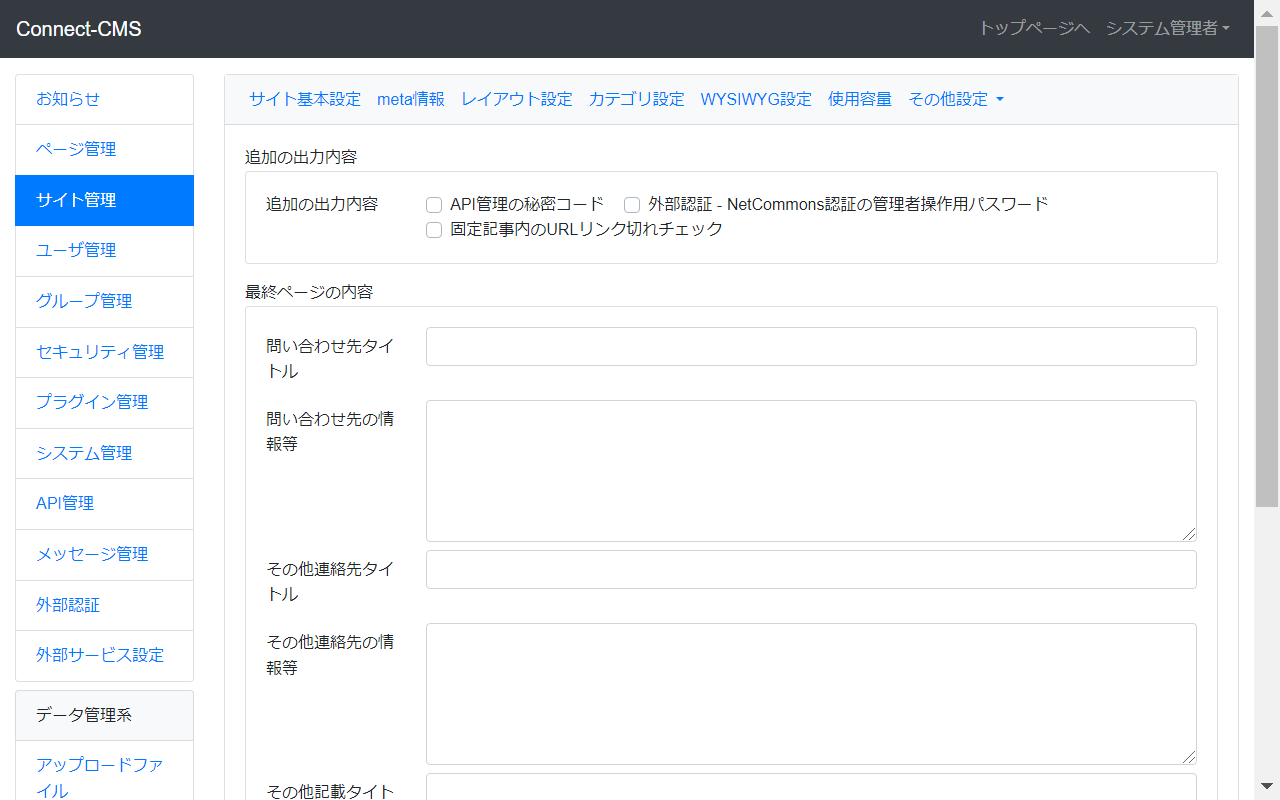 Connect-CMS
トップページへ システム管理者
お知らせ
ページ管理
サイト管理
ユーザ管理
グループ管理
セキュリティ管理
プラグイン管理
システム管理
API管理
メッセージ管理
外部認証
外部サービス設定
データ管理系
アップロードファ
イル
サイト基本設定 meta情報 レイアウト設定 カテゴリ設定 WYSIWYG設定 使用容量 その他設定
追加の出力内容
追加の出力内容 API管理の秘密コード 外部認証 - NetCommons認証の管理者操作用パスワード
固定記事内のURLリンク切れチェック
最終ページの内容
問い合わせ先タイ
トル
問い合わせ先の情
報等
その他連絡先タイ
トル
その他連絡先の情
報等
その他記載タイト